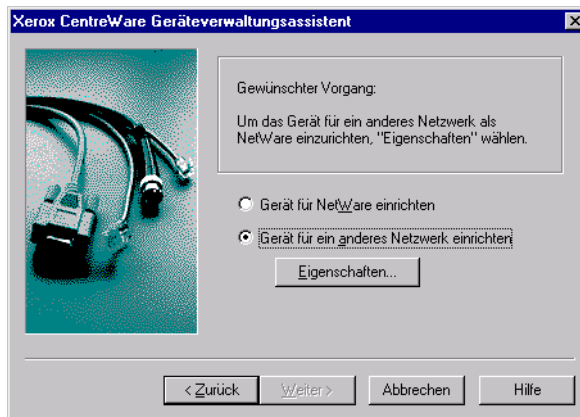 Xerox CentreWare Geräteverwaltungsassistent
Gewünschter Vorgang:
Um das Gerät für ein anderes Netzwerk als
NetWare einzurichten, "Eigenschaften" wählen.
Gerät für NetWare einrichten
Gerät für ein anderes Netzwerk einrichten
Eigenschaften...
< Zurück Weiter > Abbrechen Hilfe